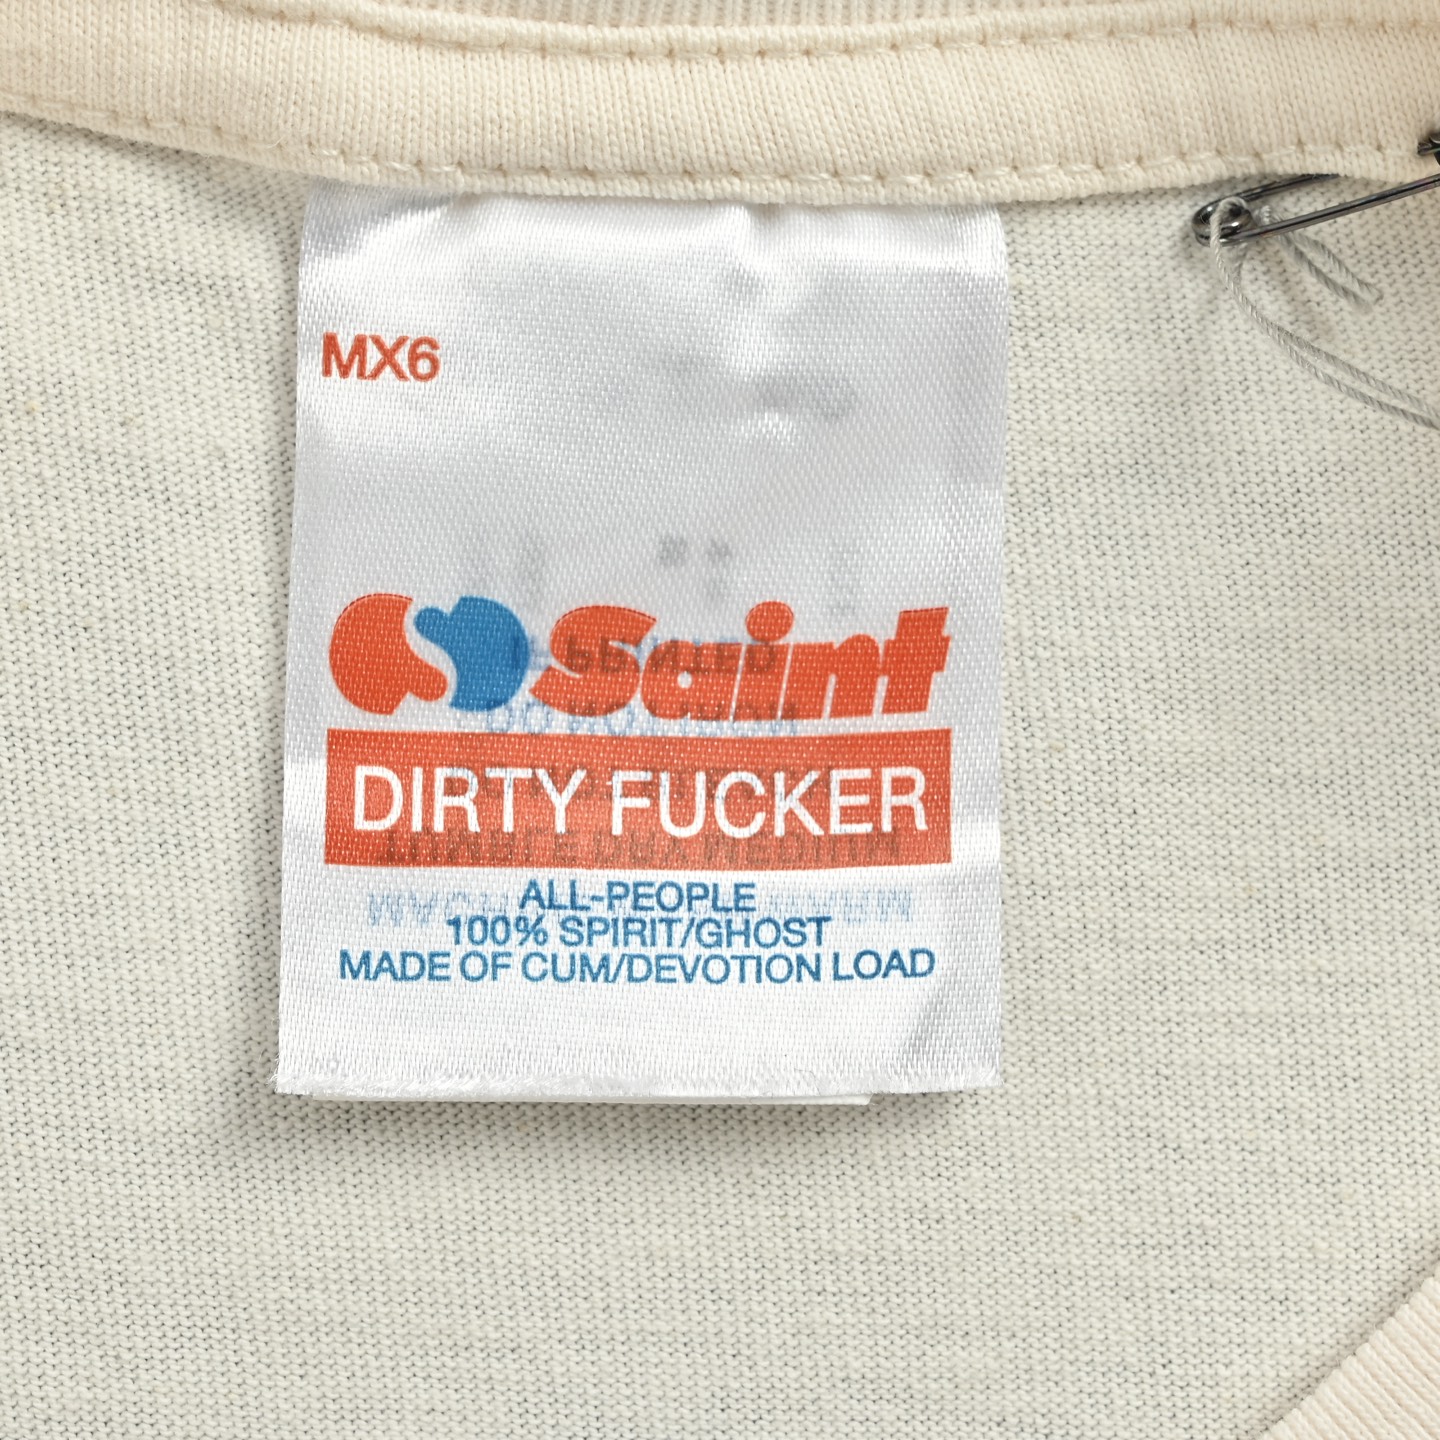 MX6
Saint
DIRTY FUCKER
ALL-PEOPLE
100% SPIRIT/GHOST
MADE OF CUM/DEVOTION LOAD